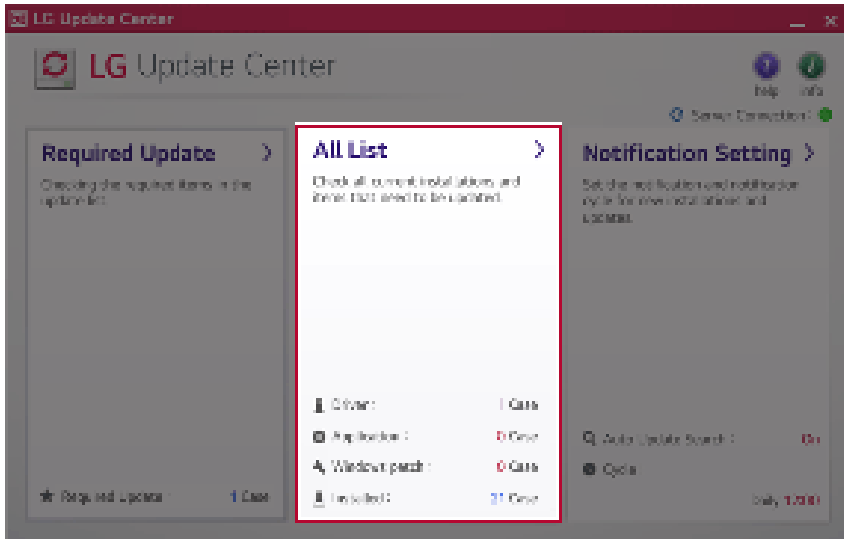 LG Update Center
LG Update Center
help
info
Server Connection :
Required Update >
Checking the required items in the
update list.
Required Update :
1 Case
All List >
Check all current installations and
items that need to be updated.
Driver :
1 Case
Application :
0 Case
Windows patch :
0 Case
Installed :
21 Case
Notification Setting >
Set the notification and notification
cycle for new installations and
updates.
Auto Update Search :
On
Cycle
Daily